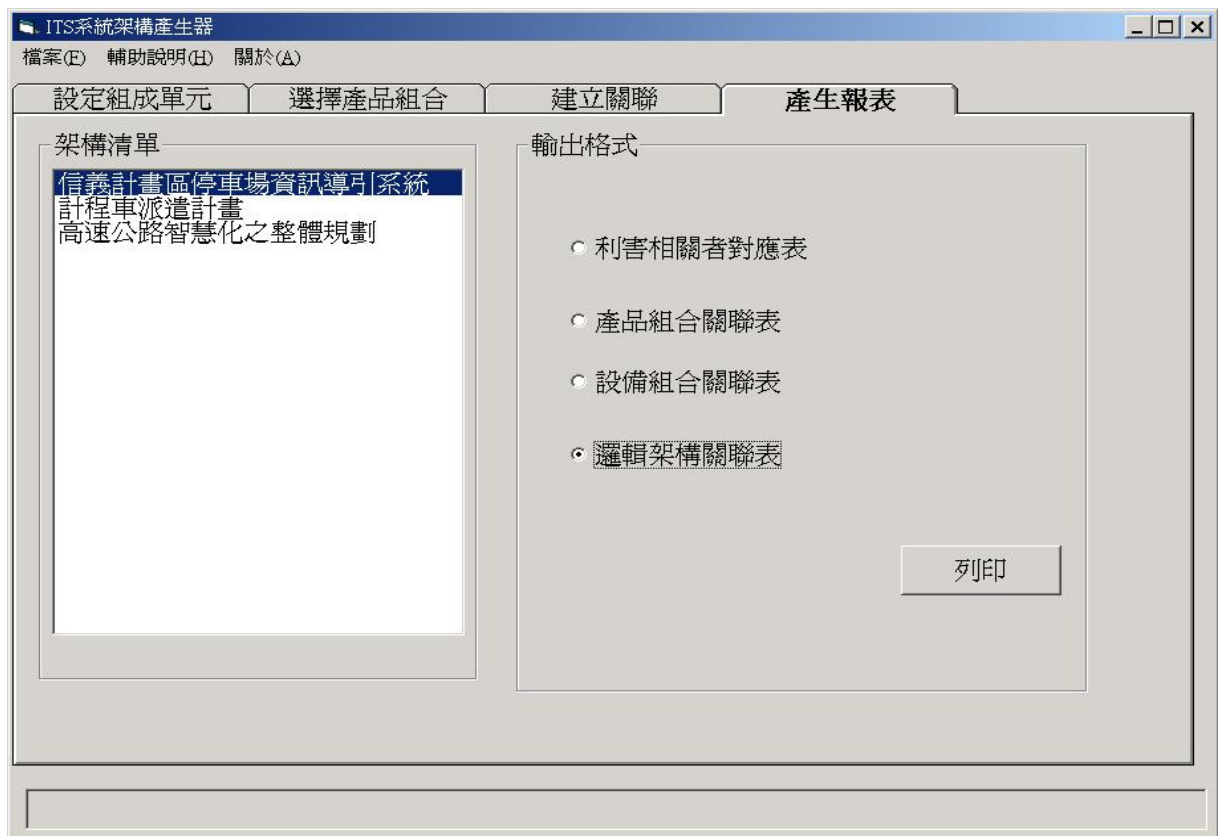 ITS系統架構產生器
檔案(F) 輔助說明(H) 關於(A)
設定組成單元 選擇產品組合 建立關聯 產生報表
架構清單
信義計畫區停車場資訊導引系統
計程車派遣計畫
高速公路智慧化之整體規劃
輸出格式
利害相關者對應表
產品組合關聯表
設備組合關聯表
邏輯架構關聯表
列印